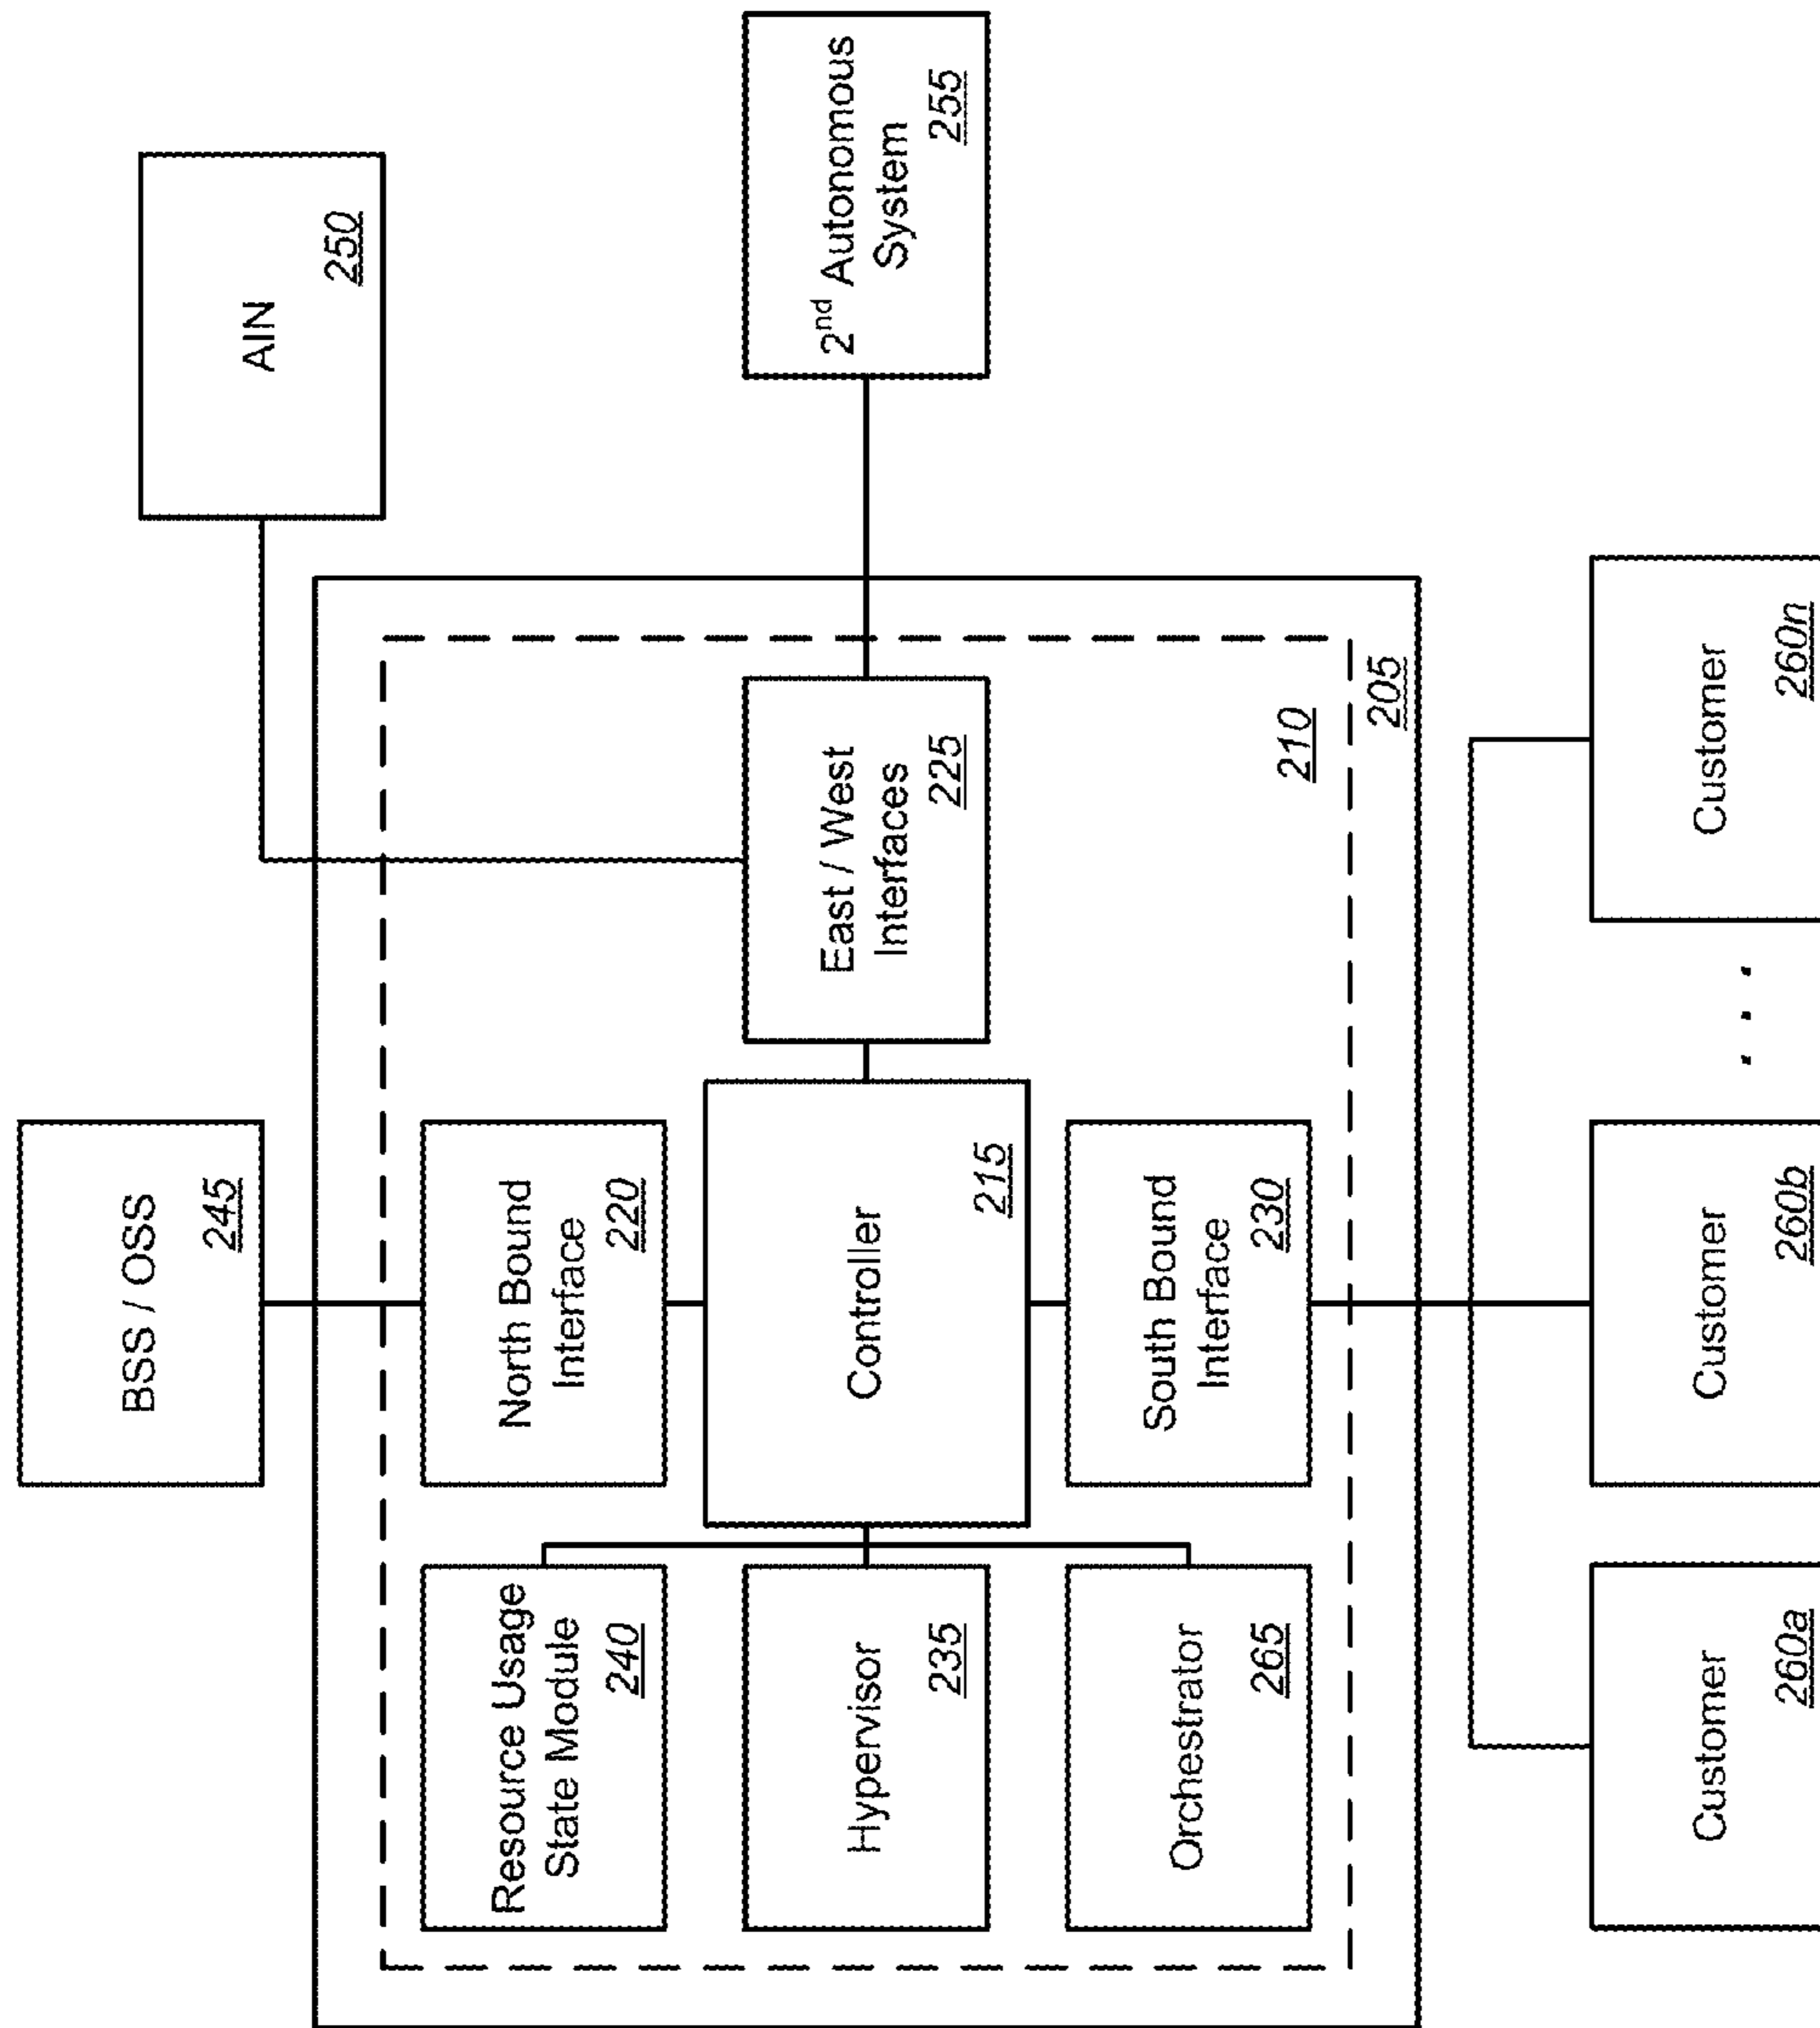 BSS / OSS
245
AIN
250
2nd Autonomous
System
255
Resource Usage
State Module
240
North Bound
Interface
220
Hypervisor
235
Controller
215
East / West
Interfaces
225
Orchestrator
265
South Bound
Interface
230
210
205
Customer
260a
Customer
260b
. . .
Customer
260n